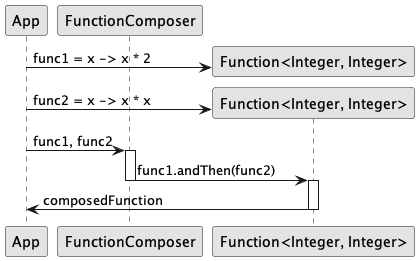 App
FunctionComposer
func1 = x -> x * 2
Function<Integer, Integer>
func2 = x -> x * x
Function<Integer, Integer>
func1, func2
func1.andThen(func2)
composedFunction
App
FunctionComposer
Function<Integer, Integer>